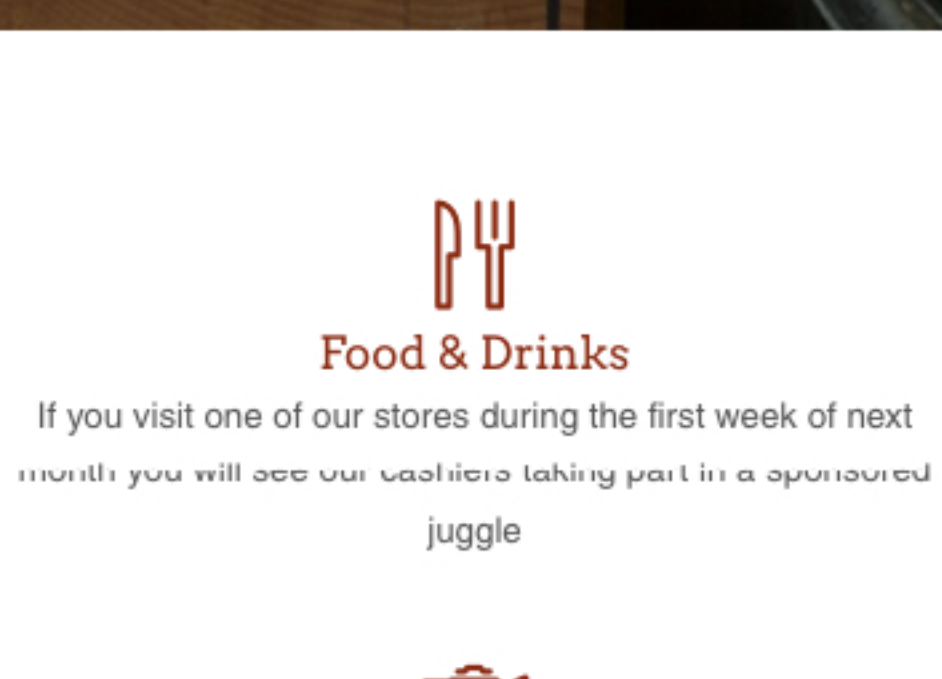 Food & Drinks
If you visit one of our stores during the first week of next
month you will see our cashiers taking part in a sponsored
juggle